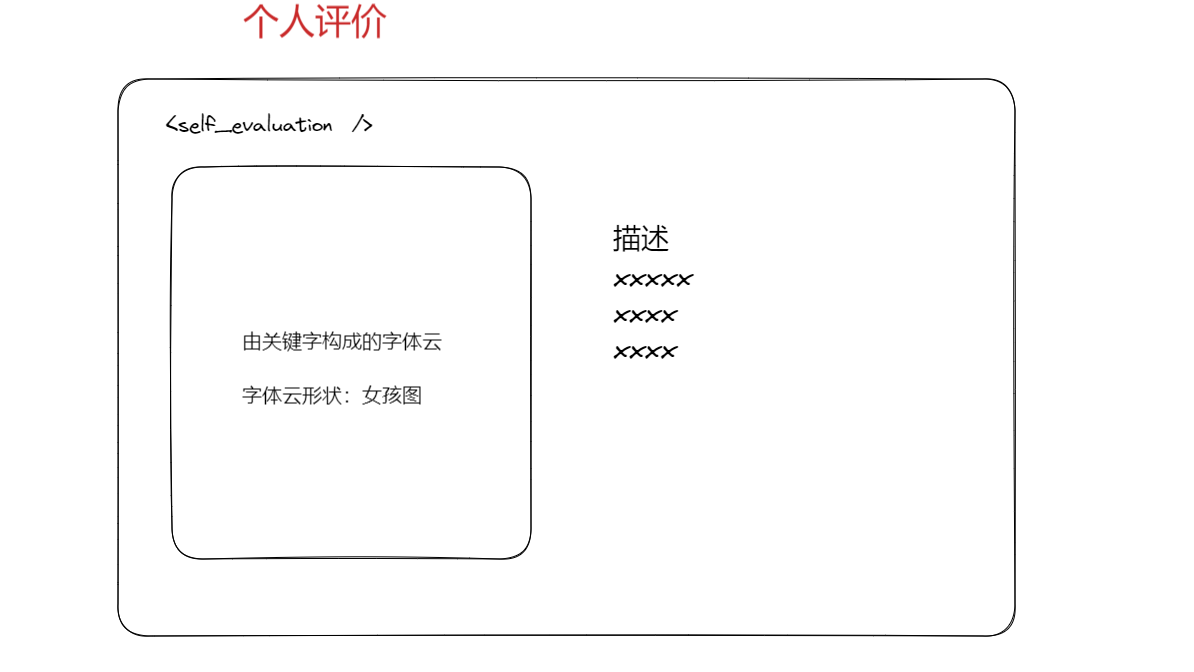 个人评价
<self_evaluation />
由关键字构成的字体云
字体云形状：女孩图
描述
xxxxx
xxxx
xxxx